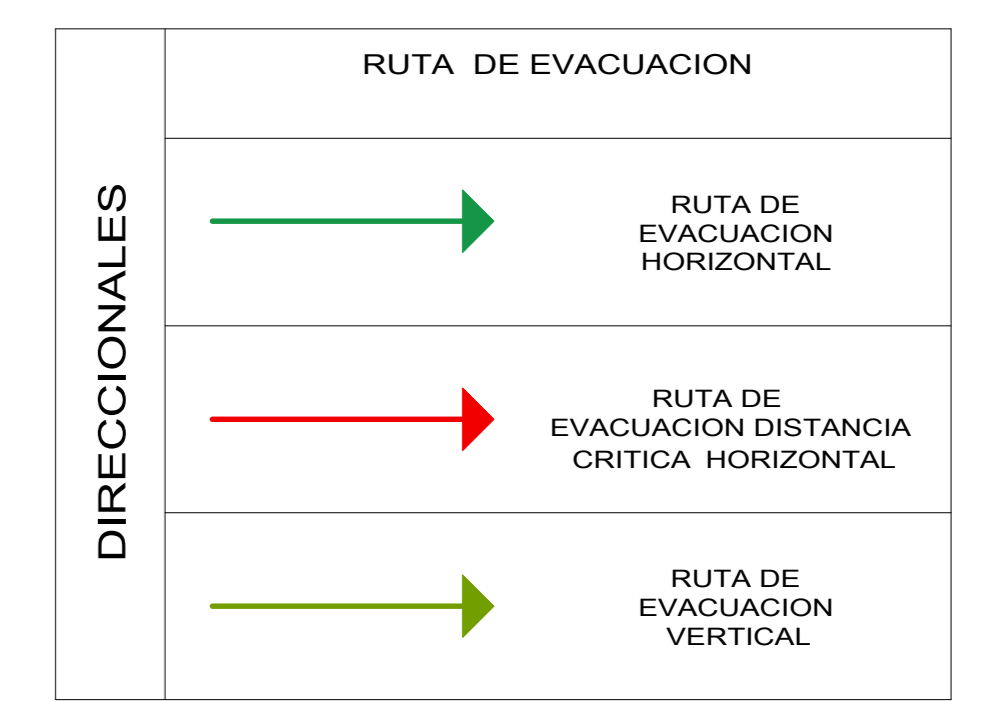 DIRECCIONALES
RUTA DE EVACUACION
RUTA DE
EVACUACION
HORIZONTAL
RUTA DE
EVACUACION DISTANCIA
CRITICA HORIZONTAL
RUTA DE
EVACUACION
VERTICAL